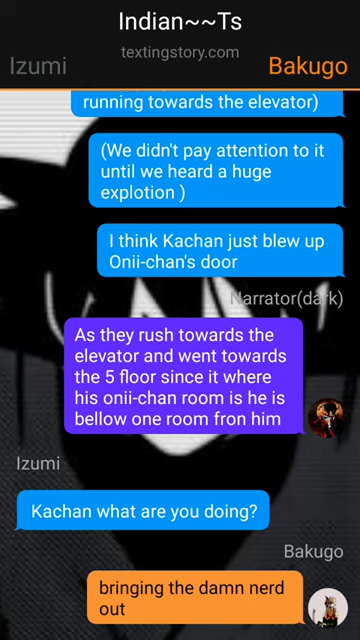 Indian~~Ts
textingstory.com
Izumi
Bakugo
running towards the elevator)
(We didn't pay attention to it
until we heard a huge
explotion )
I think Kachan just blew up
Onii-chan's door
Narrator(dark)
As they rush towards the
elevator and went towards
the 5 floor since it where
his onii-chan room is he is
bellow one room fron him
Izumi
Kachan what are you doing?
Bakugo
bringing the damn nerd
out